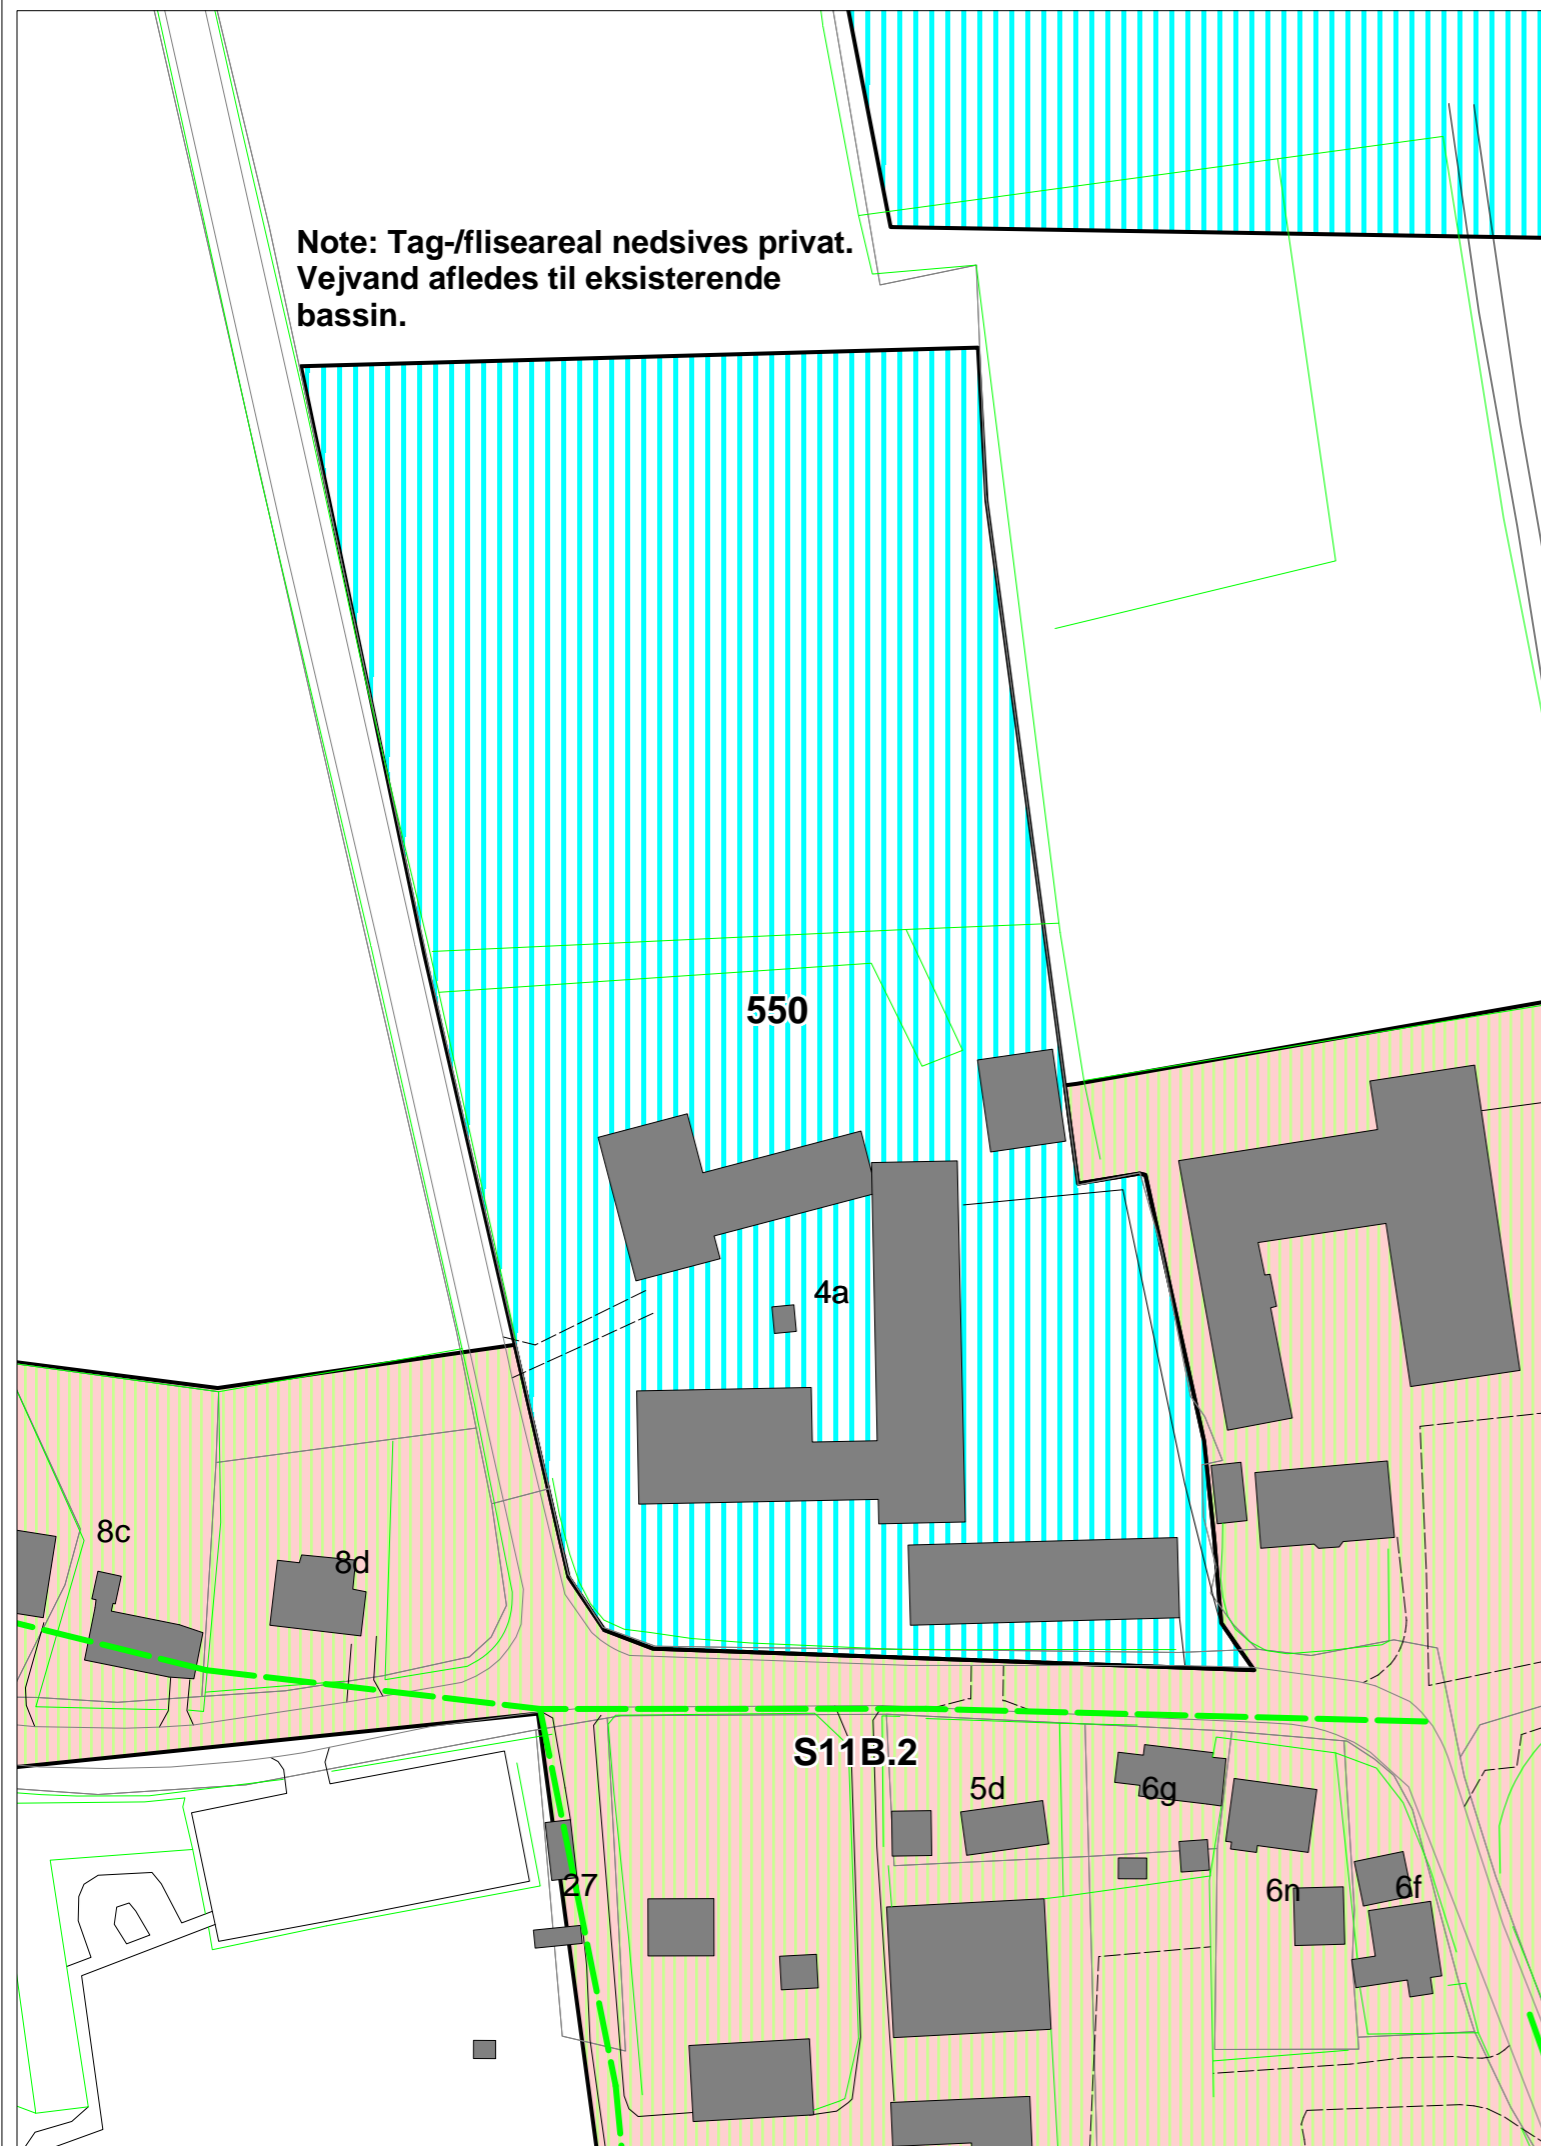 Note: Tag-/fliseareal nedsives privat.
Vejvand afledes til eksisterende
bassin.
550
4a
8c
8d
S11B.2
5d
6g
27
6n
6f